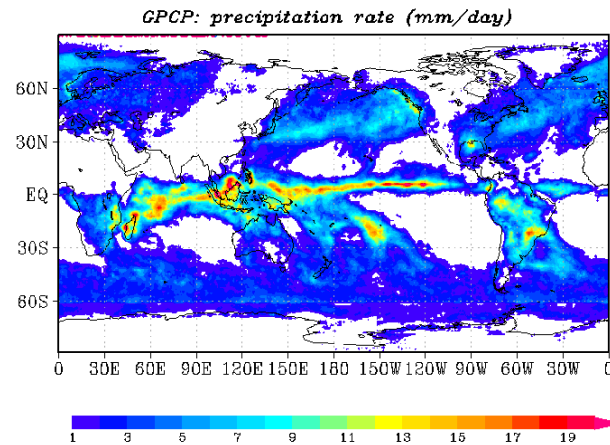 GPCP: precipitation rate (mm/day)
60N
30N
EQ
30S
60S
0 30E 60E 90E 120E 150E 180 150W 120W 90W 60W 30W 0
1 3 5 7 9 11 13 15 17 19